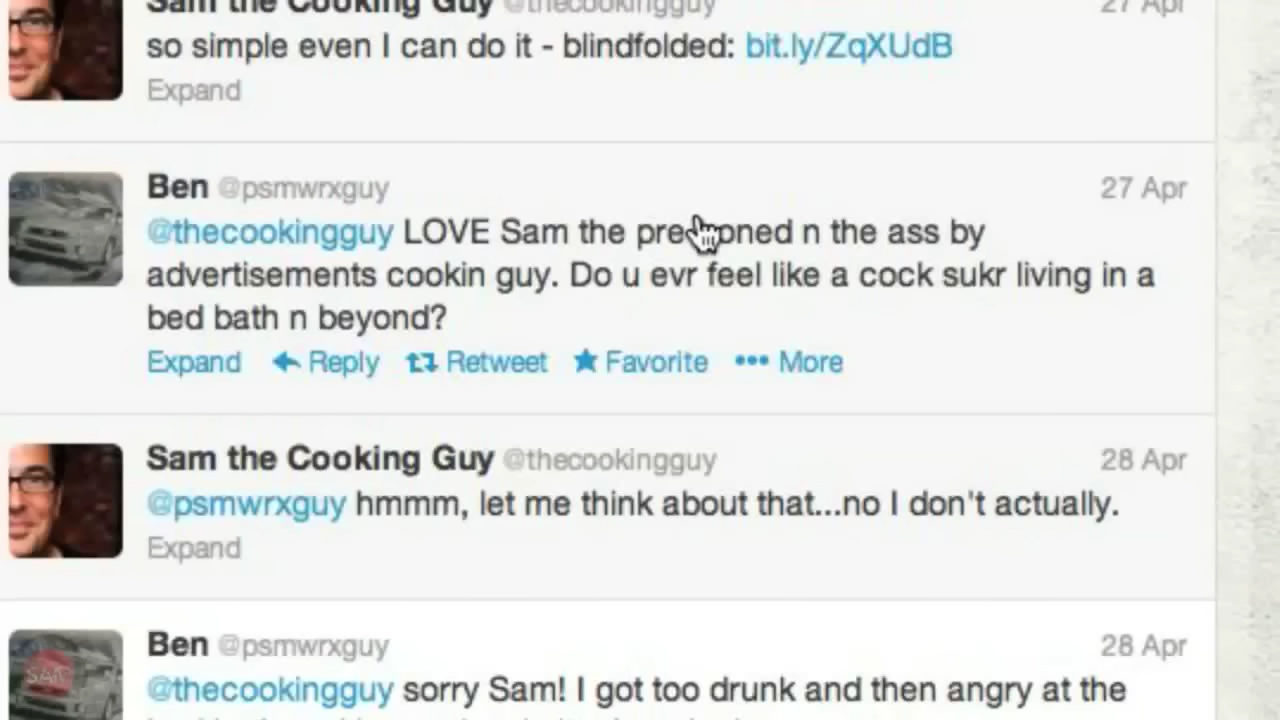 Sam the Cooking Guy @thecookingguy 27 Apr
so simple even I can do it - blindfolded: bit.ly/ZqXUdB
Expand
Ben @psmwrxguy 27 Apr
@thecookingguy LOVE Sam the n the ass by
advertisements cookin guy. Do u evr feel like a cock sukr living in a
bed bath n beyond?
Expand Reply Retweet Favorite More
Sam the Cooking Guy @thecookingguy 28 Apr
@psmwrxguy hmmm, let me think about that...no I don't actually.
Expand
Ben @psmwrxguy 28 Apr
@thecookingguy sorry Sam! I got too drunk and then angry at the